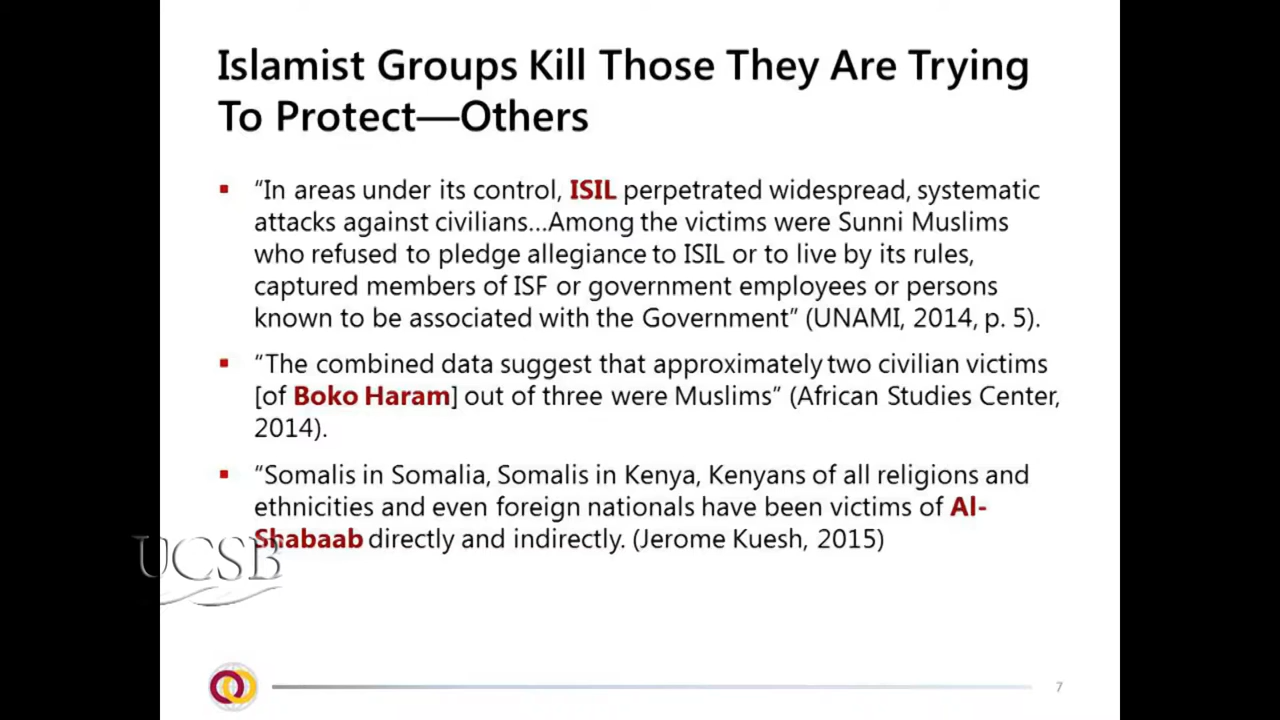 Islamist Groups Kill Those They Are Trying
To Protect—Others
▪ “In areas under its control, ISIL perpetrated widespread, systematic
attacks against civilians…Among the victims were Sunni Muslims
who refused to pledge allegiance to ISIL or to live by its rules,
captured members of ISF or government employees or persons
known to be associated with the Government” (UNAMI, 2014, p. 5).
▪ “The combined data suggest that approximately two civilian victims
[of Boko Haram] out of three were Muslims” (African Studies Center,
2014).
▪ “Somalis in Somalia, Somalis in Kenya, Kenyans of all religions and
ethnicities and even foreign nationals have been victims of Al-
Shabaab directly and indirectly. (Jerome Kuesh, 2015)
UCSB
7